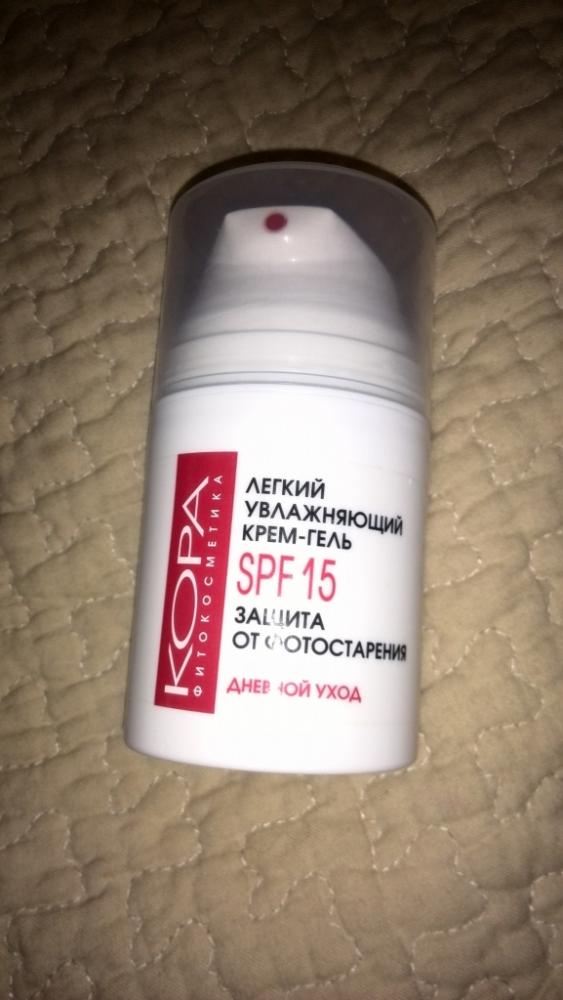 КОРА
ФИТОКОСМЕТИКА
ЛЕГКИЙ
УВЛАЖНЯЮЩИЙ
КРЕМ-ГЕЛЬ
SPF 15
ЗАЩИТА
ОТ ФОТОСТАРЕНИЯ
ДНЕВНОЙ УХОД